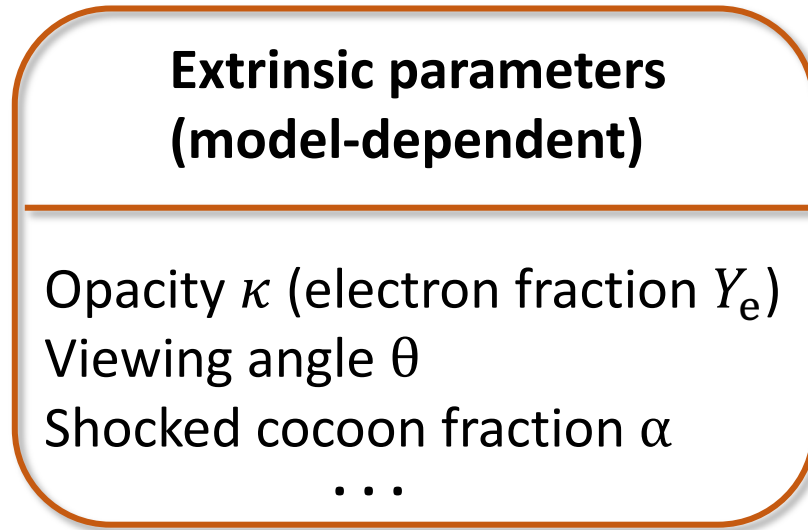 Extrinsic parameters
(model-dependent)
Opacity κ (electron fraction Yₑ)
Viewing angle θ
Shocked cocoon fraction α
...